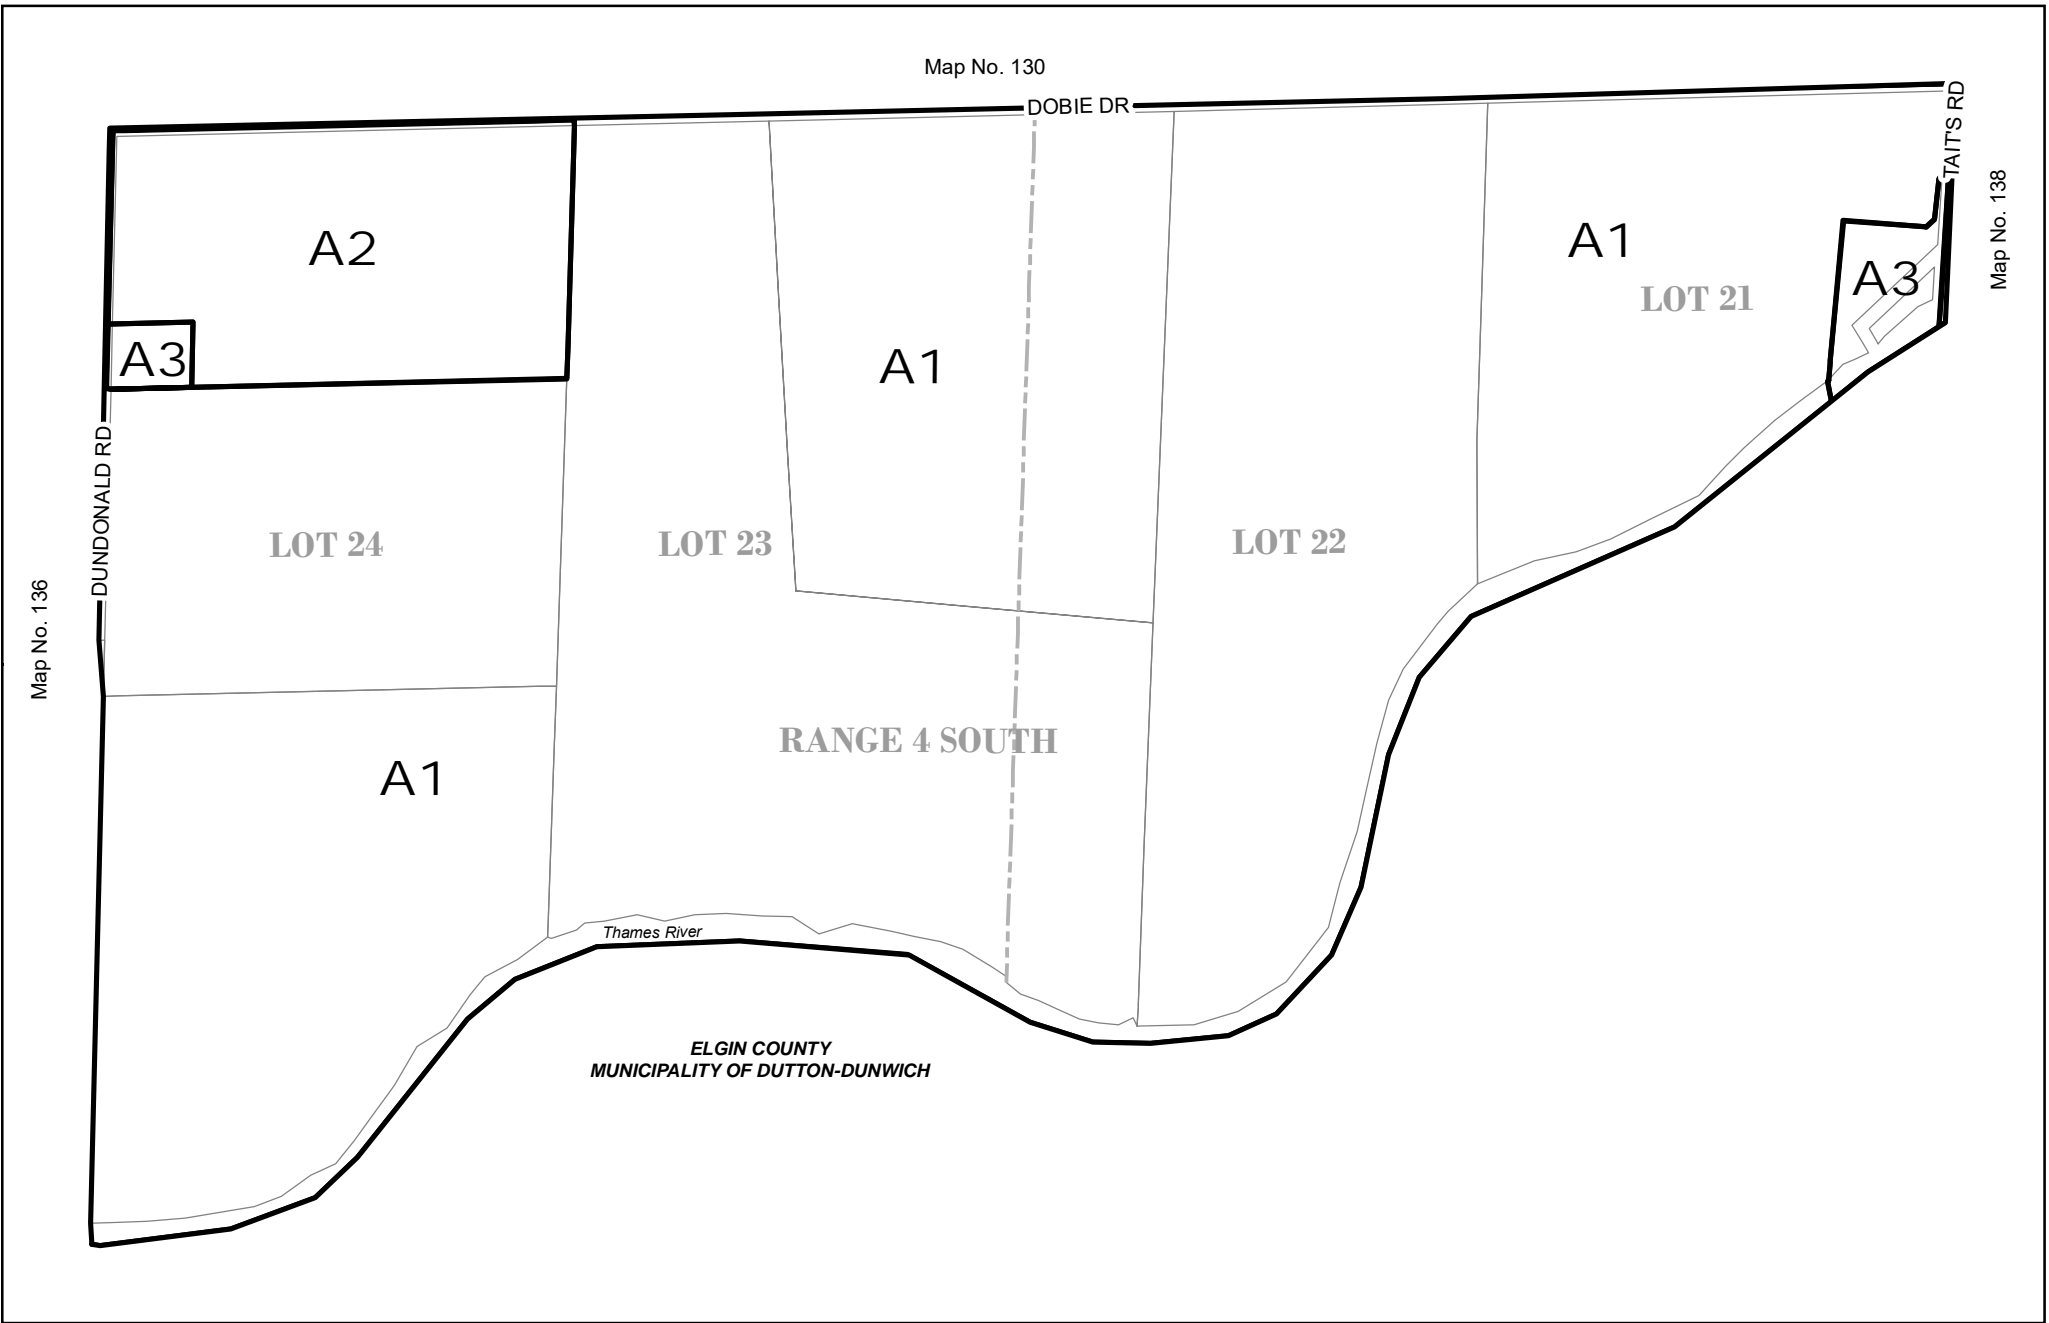 Map No. 130
DOBIE DR
TAIT'S RD
Map No. 138
A2
A1
A3
LOT 21
A3
A1
DUNDONALD RD
LOT 24
LOT 23
LOT 22
Map No. 136
RANGE 4 SOUTH
A1
Thames River
ELGIN COUNTY
MUNICIPALITY OF DUTTON-DUNWICH